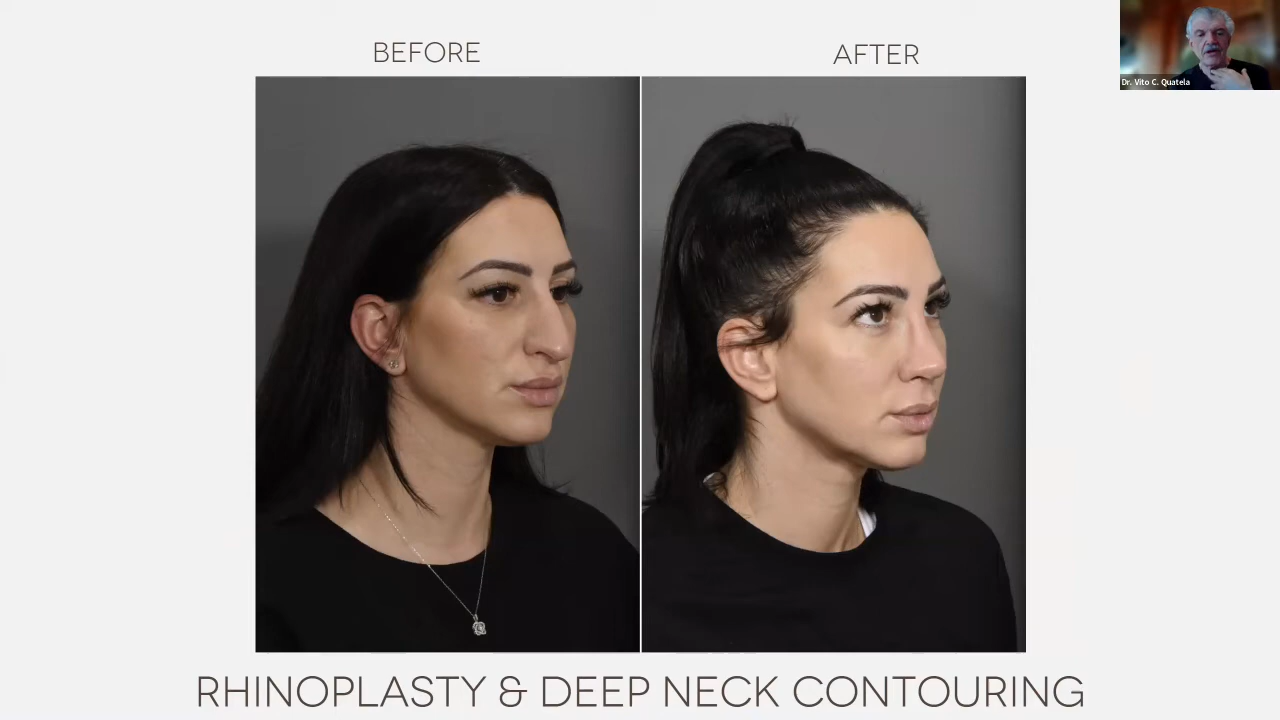 BEFORE
AFTER
Dr. Vito C. Quatela
RHINOPLASTY & DEEP NECK CONTOURING